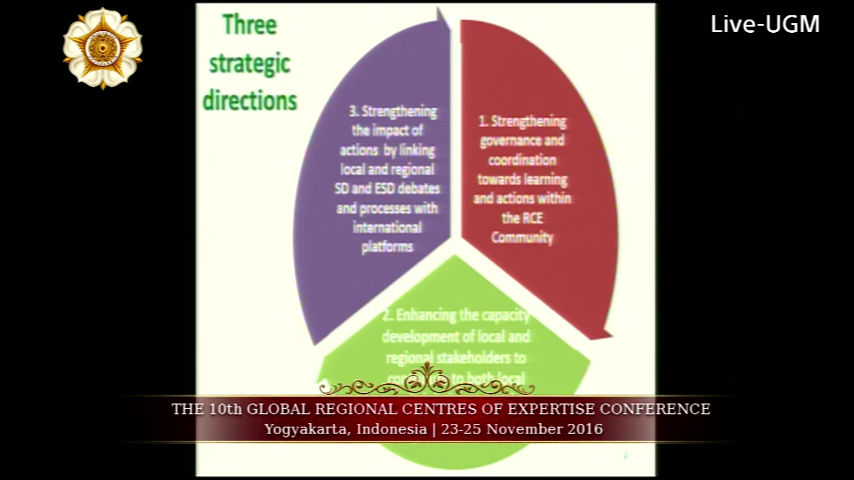 Three
strategic
directions
Live-UGM
3. Strengthening
the impact of
actions by linking
local and regional
SD and ESD debates
and processes with
international
platforms
1. Strengthening
governance and
coordination
towards learning
and actions within
the RCE
Community
2. Enhancing the capacity
development of local and
regional stakeholders to
to both local
THE 10th GLOBAL REGIONAL CENTRES OF EXPERTISE CONFERENCE
Yogyakarta, Indonesia | 23-25 November 2016
2